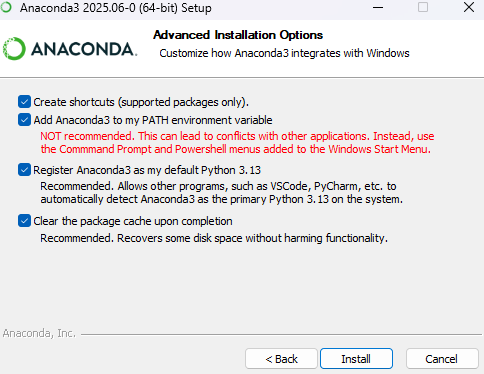 Anaconda3 2025.06-0 (64-bit) Setup
ANACONDA.
Advanced Installation Options
Customize how Anaconda3 integrates with Windows
Create shortcuts (supported packages only).
Add Anaconda3 to my PATH environment variable
NOT recommended. This can lead to conflicts with other applications. Instead, use
the Commmand Prompt and Powershell menus added to the Windows Start Menu.
Register Anaconda3 as my default Python 3.13
Recommended. Allows other programs, such as VSCode, PyCharm, etc. to
automatically detect Anaconda3 as the primary Python 3.13 on the system.
Clear the package cache upon completion
Recommended. Recovers some disk space without harming functionality.
Anaconda, Inc.
< Back
Install
Cancel